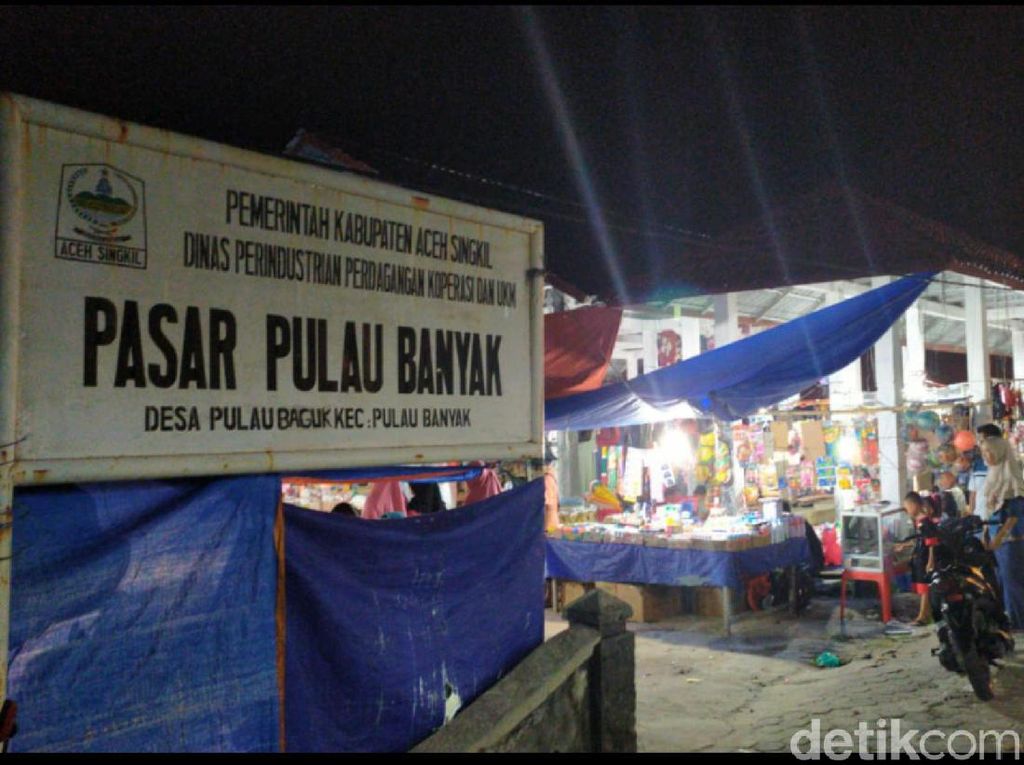 PEMERINTAH KABUPATEN ACEH SINGKIL
DINAS PERINDUSTRIAN PERDAGANGAN KOPERASI DAN UKM
ACEH SINGKIL
PASAR PULAU BANYAK
DESA PULAU BAGUK KEC : PULAU BANYAK
detikcom